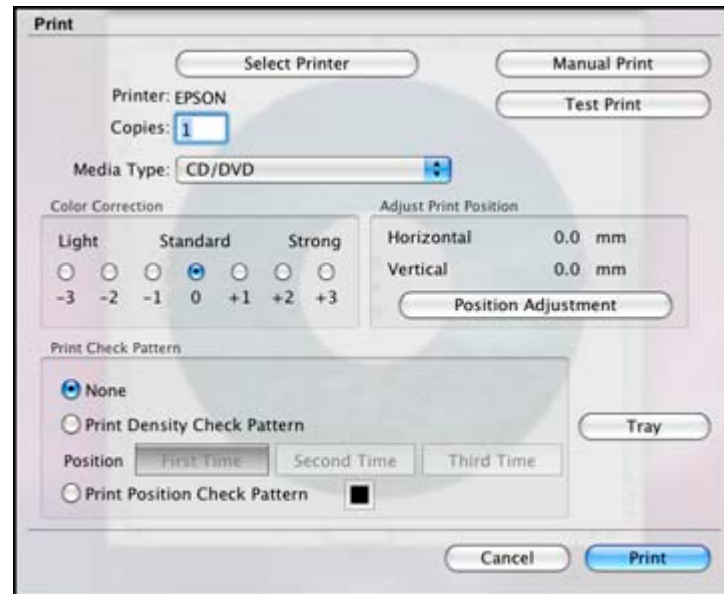 Print
Select Printer
Manual Print
Printer: EPSON
Test Print
Copies: 1
Media Type: CD/DVD
Color Correction
Adjust Print Position
Light Standard Strong
Horizontal 0.0 mm
Vertical 0.0 mm
-3 -2 -1 0 +1 +2 +3
Position Adjustment
Print Check Pattern
None
Print Density Check Pattern
Tray
Position First Time Second Time Third Time
Print Position Check Pattern
Cancel Print